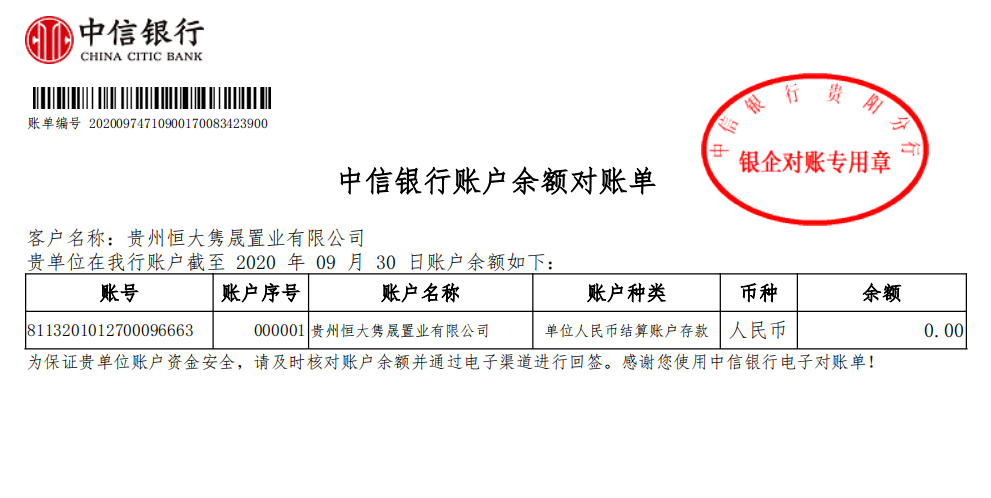 中信银行
CHINA CITIC BANK
账单编号 20200974710900170083423900
中信银行贵阳分行
银企对账专用章
中信银行账户余额对账单
客户名称：贵州恒大隽晟置业有限公司
贵单位在我行账户截至 2020 年 09 月 30 日账户余额如下：
账号 账户序号 账户名称 账户种类 币种 余额
8113201012700096663 000001 贵州恒大隽晟置业有限公司 单位人民币结算账户存款 人民币 0.00
为保证贵单位账户资金安全，请及时核对账户余额并通过电子渠道进行回签。感谢您使用中信银行电子对账单！